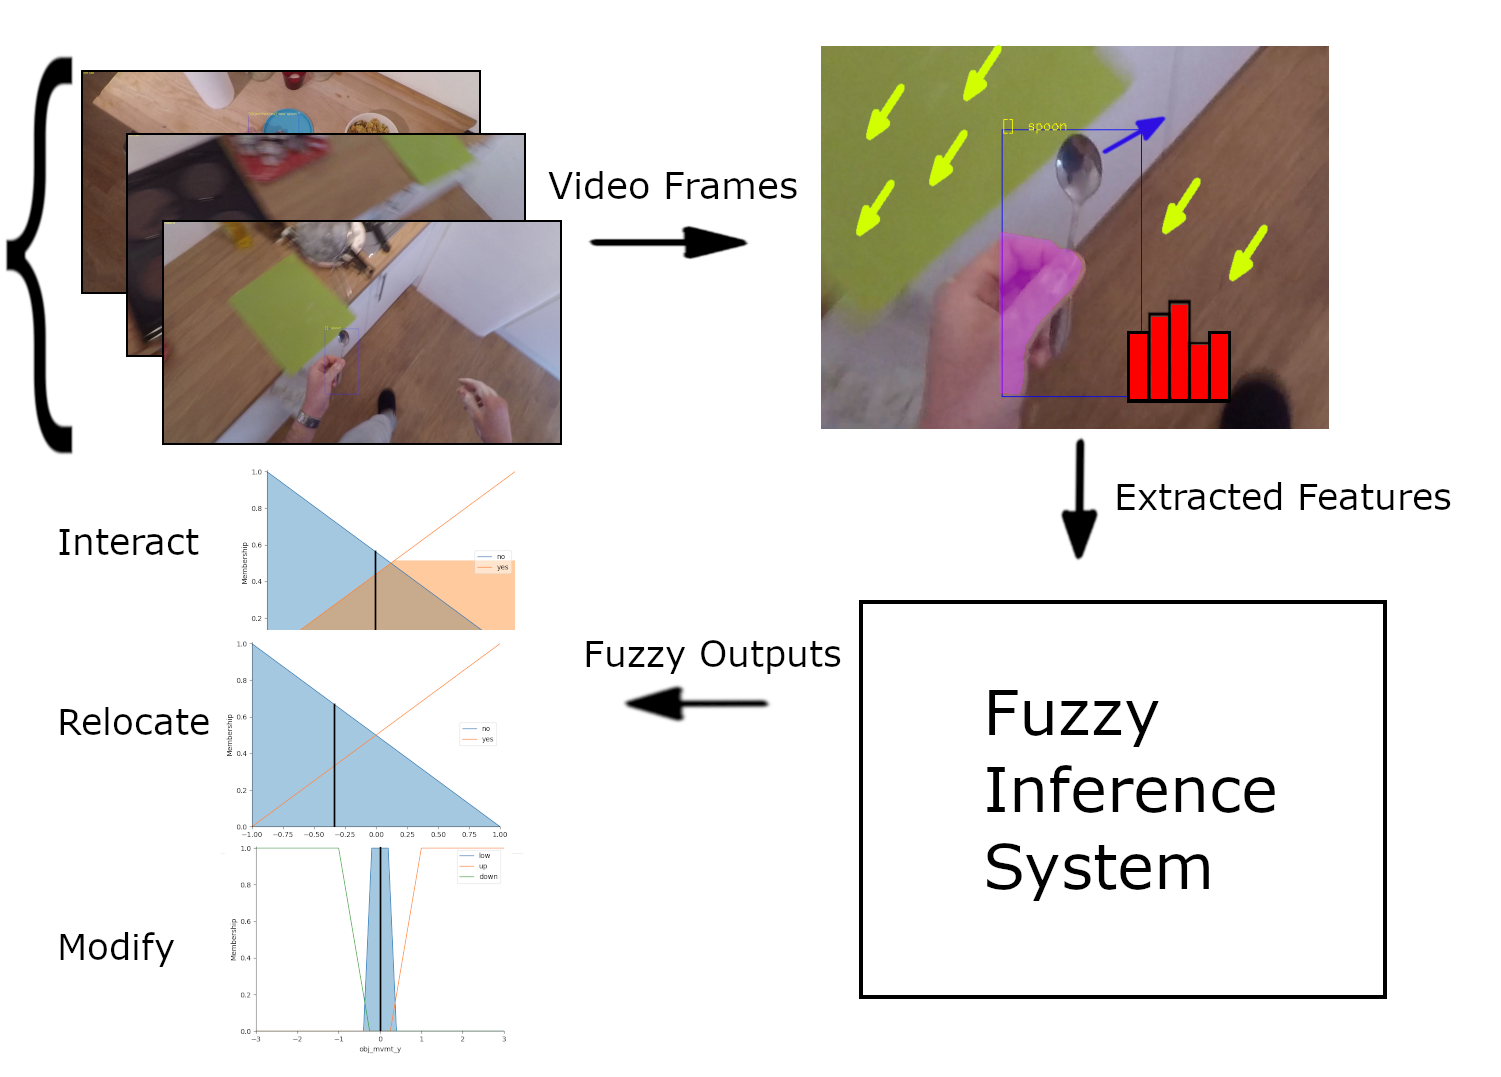 Video Frames
[] spoon
Extracted Features
Interact
1.0
0.8
0.6
0.4
0.2
Membership
no
yes
Fuzzy Outputs
Relocate
1.0
0.8
0.6
0.4
0.2
0.0
Membership
no
yes
−1.00 −0.75 −0.50 −0.25 0.00 0.25 0.50 0.75 1.00
Fuzzy
Inference
System
Modify
1.0
0.8
0.6
0.4
0.2
0.0
Membership
low
up
down
−3 −2 −1 0 1 2 3
obj_mvmt_y